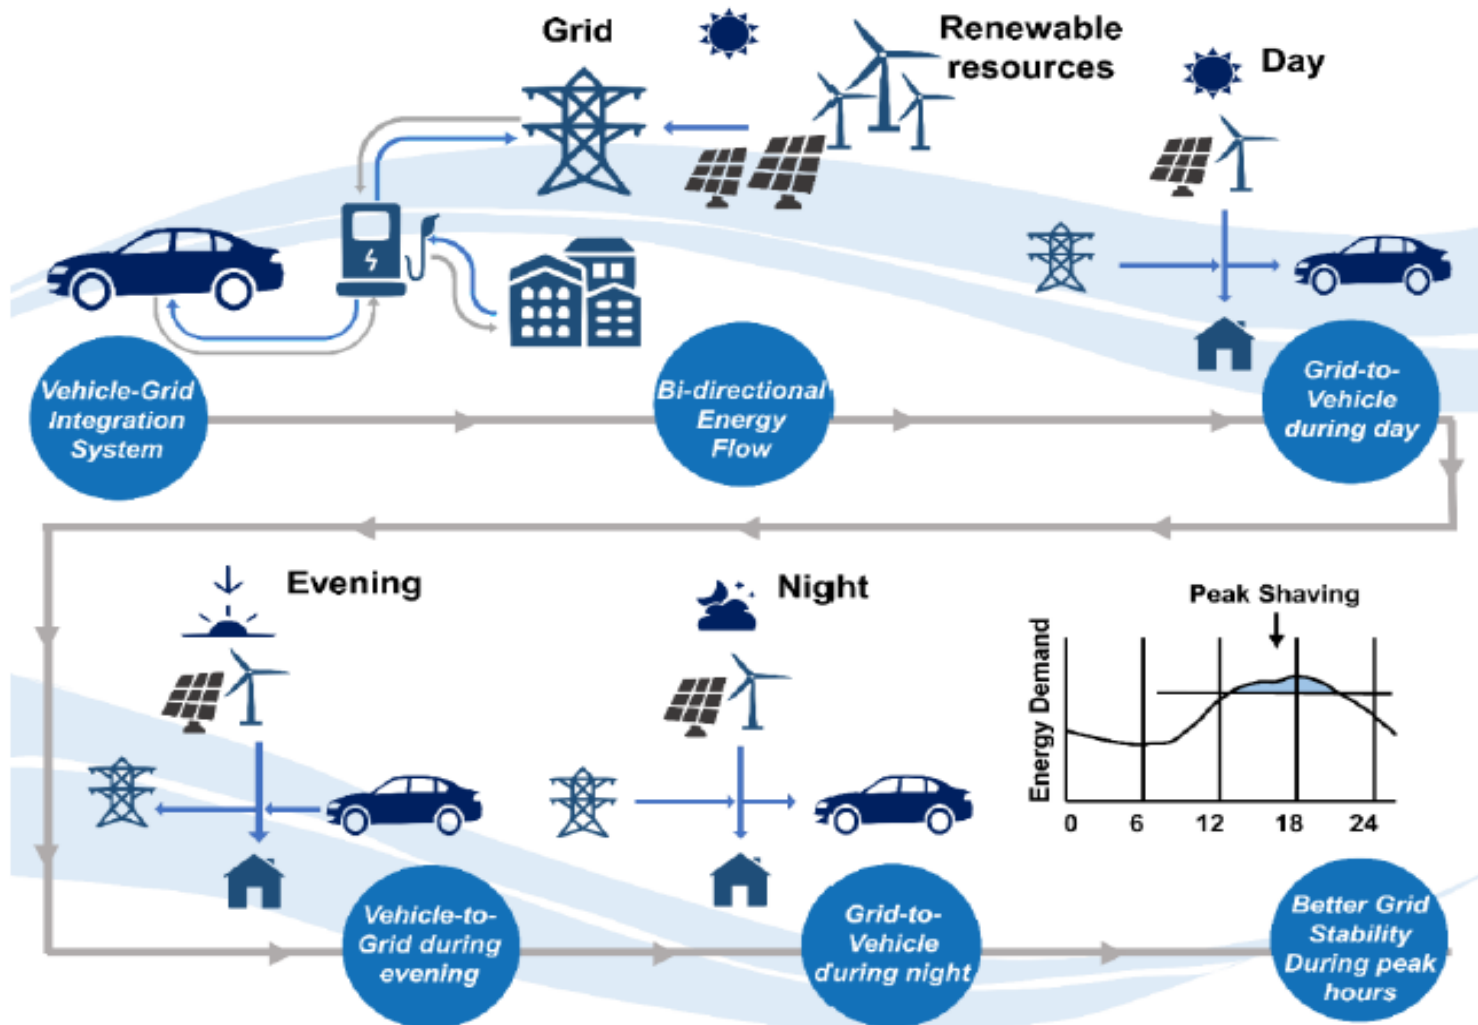 Grid
Renewable
resources
Day
Vehicle-Grid
Integration
System
Bi-directional
Energy
Flow
Grid-to-
Vehicle
during day
Evening
Night
Peak Shaving
Energy Demand
0 6 12 18 24
Vehicle-to-
Grid during
evening
Grid-to-
Vehicle
during night
Better Grid
Stability
During peak
hours